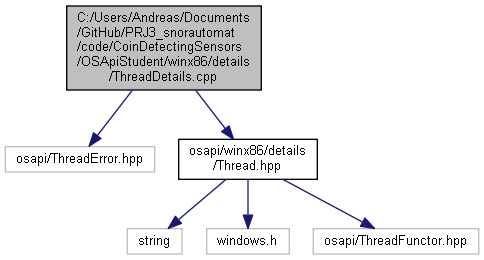 C:/Users/Andreas/Documents
/GitHub/PRJ3_snorautomat
/code/CoinDetectingSensors
/OSApiStudent/winx86/details
/ThreadDetails.cpp
osapi/ThreadError.hpp
osapi/winx86/details
/Thread.hpp
string
windows.h
osapi/ThreadFunctor.hpp